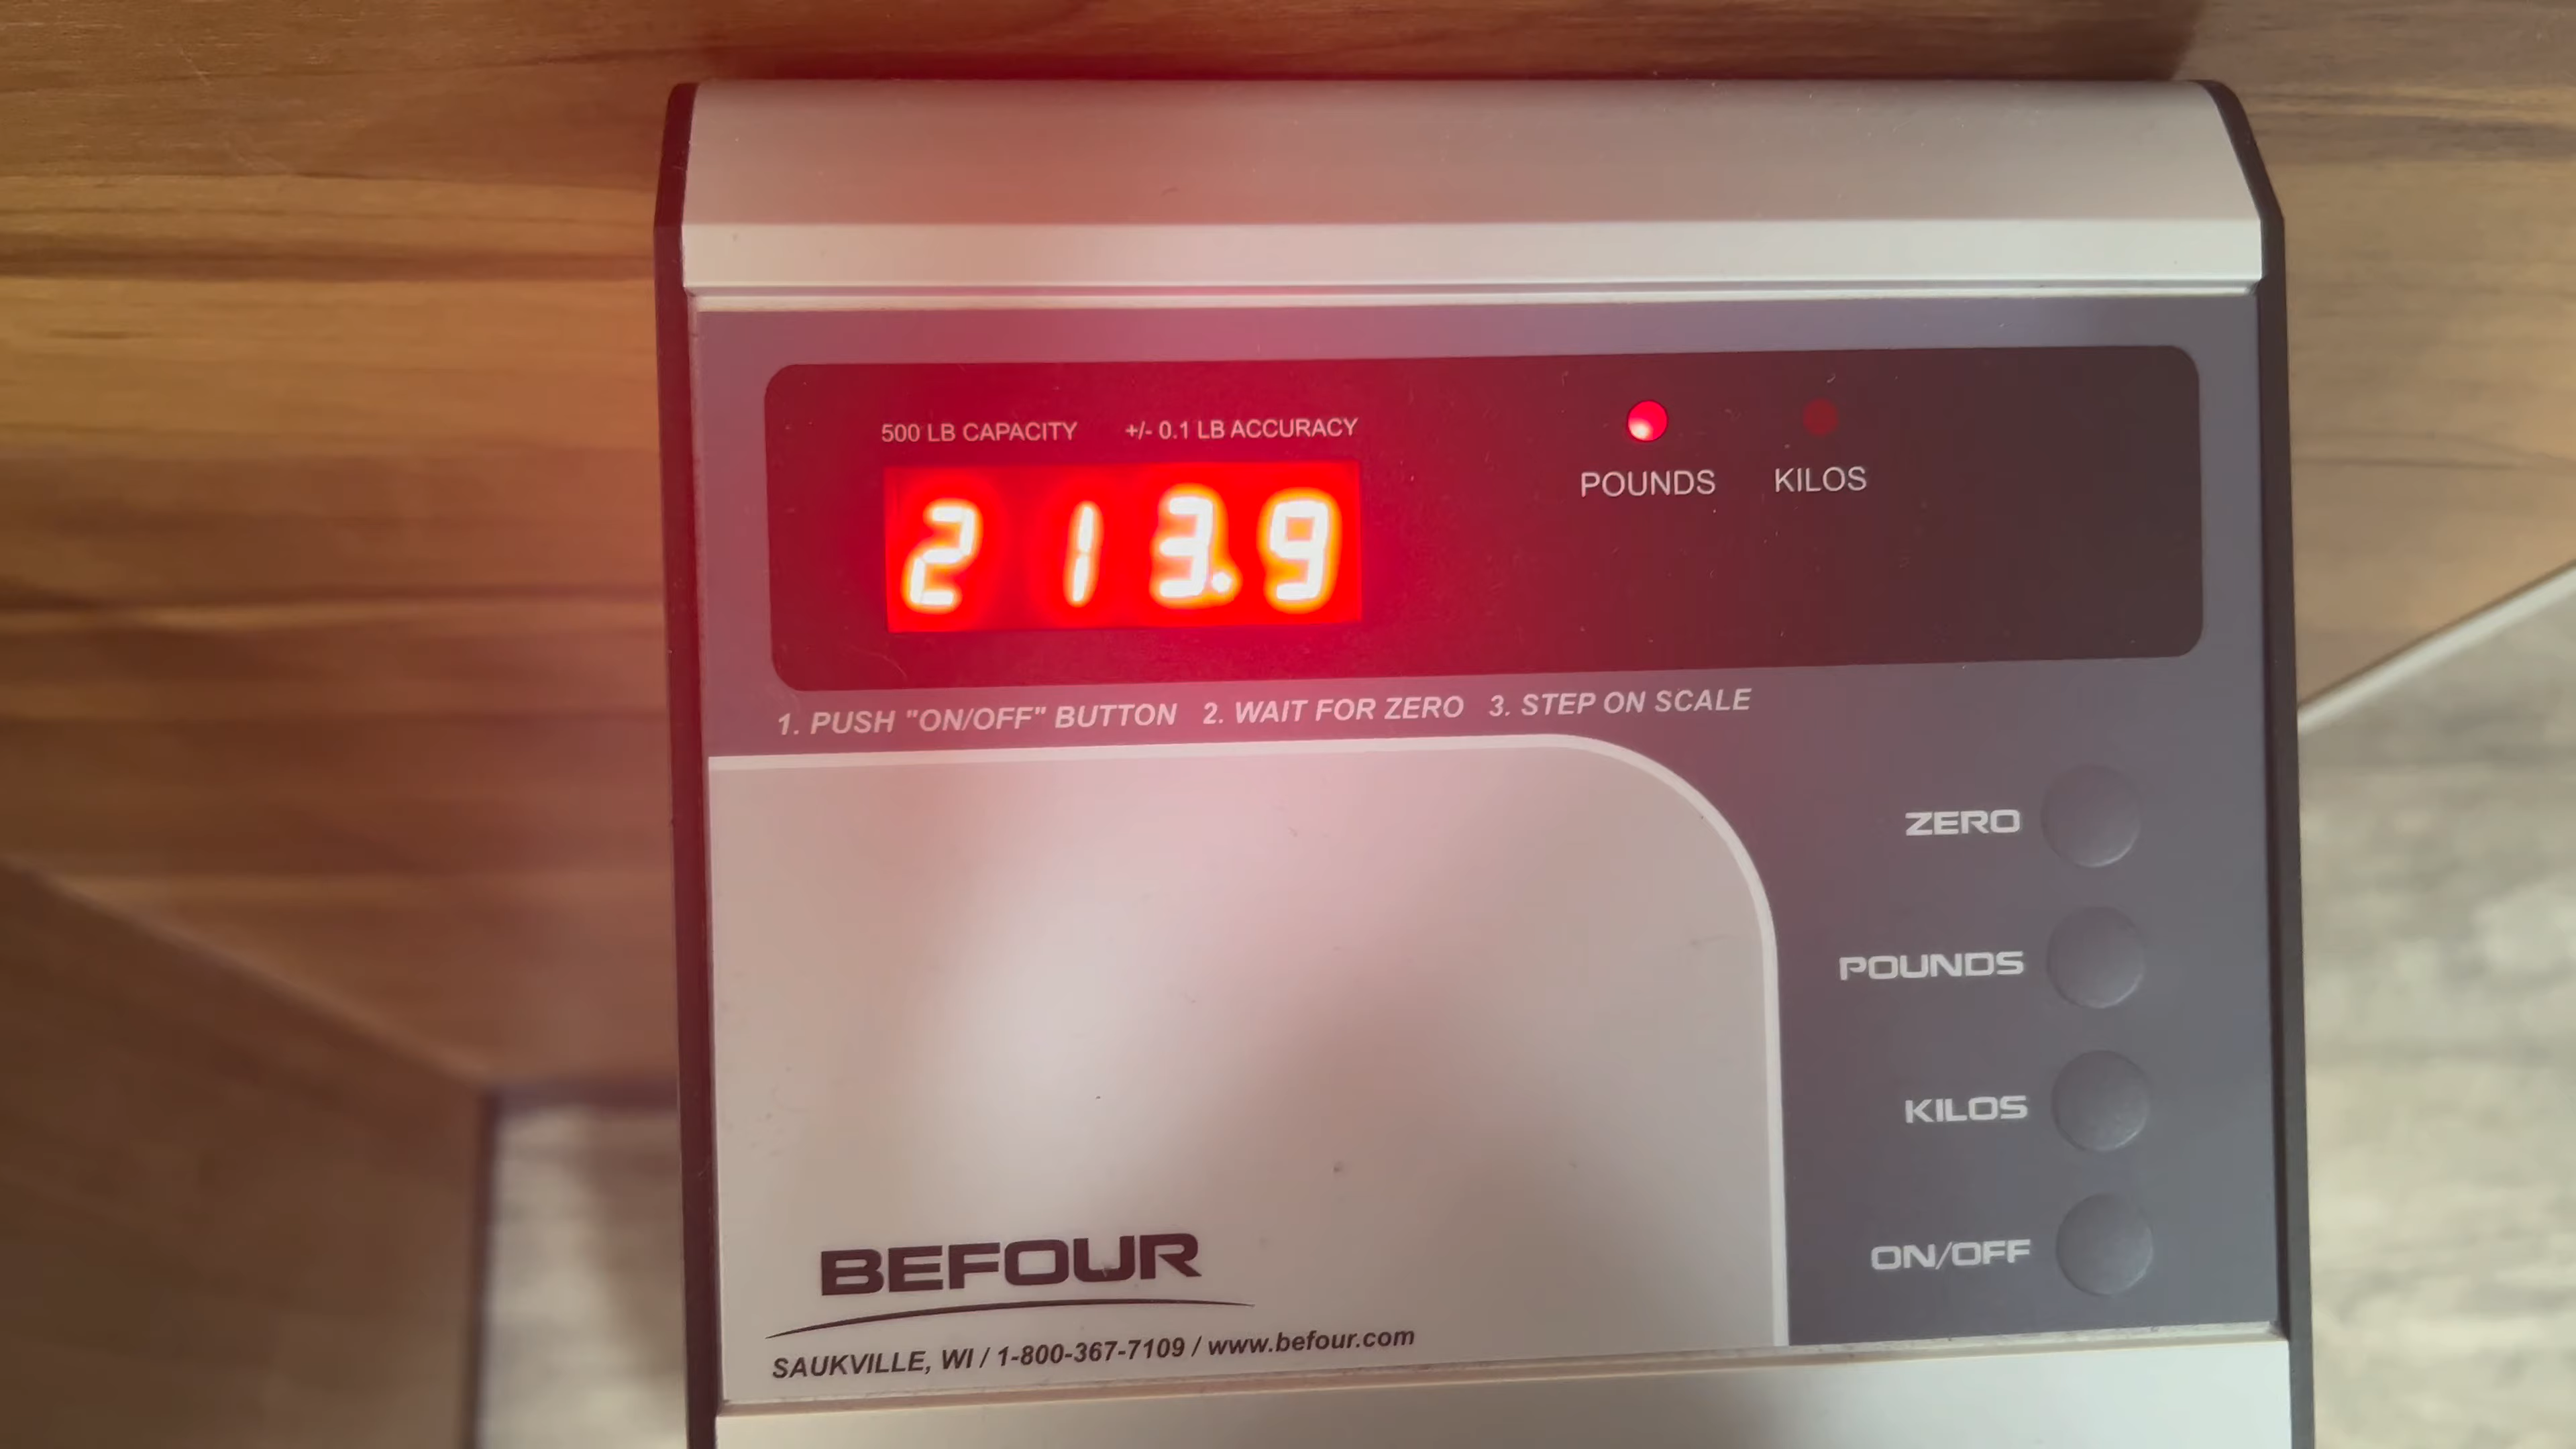 500 LB CAPACITY +/- 0.1 LB ACCURACY
213.9
POUNDS KILOS
1. PUSH "ON/OFF" BUTTON 2. WAIT FOR ZERO 3. STEP ON SCALE
ZERO
POUNDS
KILOS
ON/OFF
BEFOUR
SAUKVILLE, WI / 1-800-367-7109 / www.befour.com